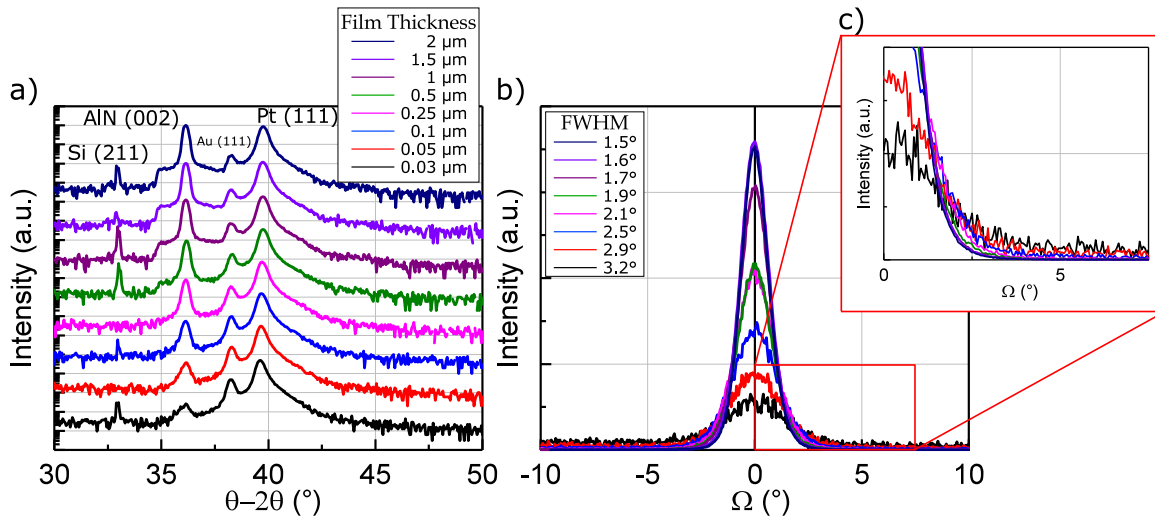 a)
Film Thickness
2 µm
1.5 µm
1 µm
0.5 µm
0.25 µm
0.1 µm
0.05 µm
0.03 µm
AlN (002)
Pt (111)
Au (111)
Si (211)
Intensity (a.u.)
30 35 40 45 50
θ−2θ (°)
b)
FWHM
1.5°
1.6°
1.7°
1.9°
2.1°
2.5°
2.9°
3.2°
Intensity (a.u.)
-10 -5 0 5 10
Ω (°)
c)
Intensity (a.u.)
0 5
Ω (°)